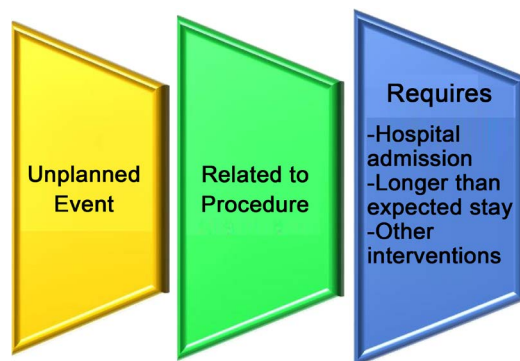 Unplanned
Event
Related to
Procedure
Requires
-Hospital
admission
-Longer than
expected stay
-Other
interventions